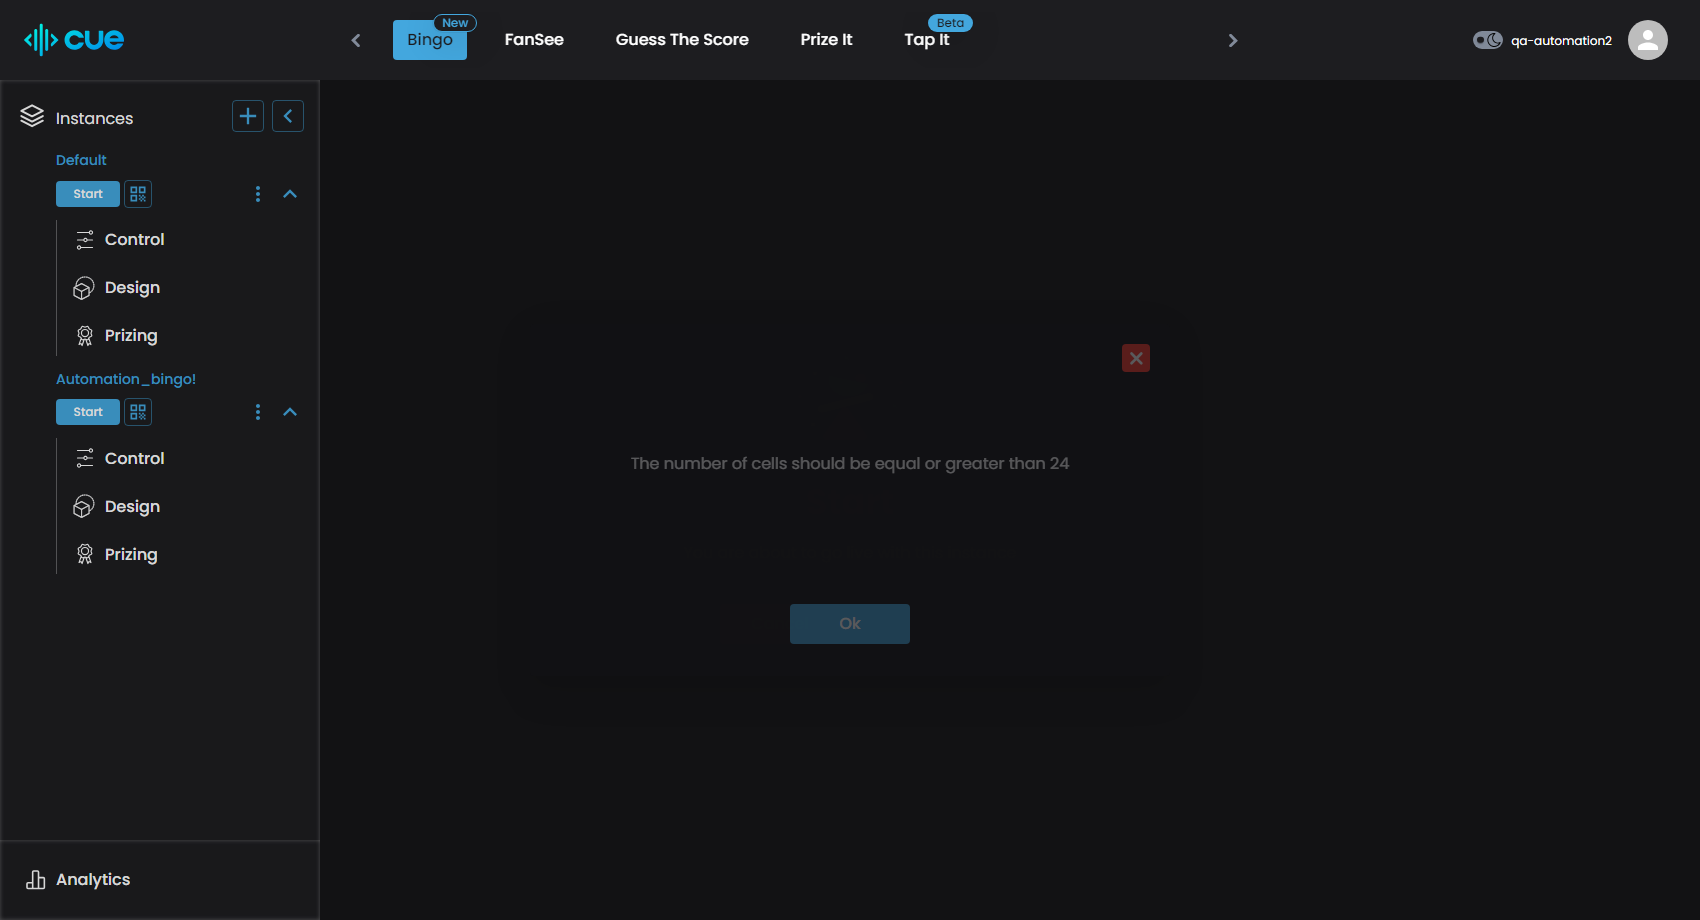 cue
Bingo
New
FanSee
Guess The Score
Prize It
Tap It
Beta
qa-automation2
Instances
Default
Start
Control
Design
Prizing
Automation_bingo!
Start
Control
Design
Prizing
The number of cells should be equal or greater than 24
Ok
Analytics